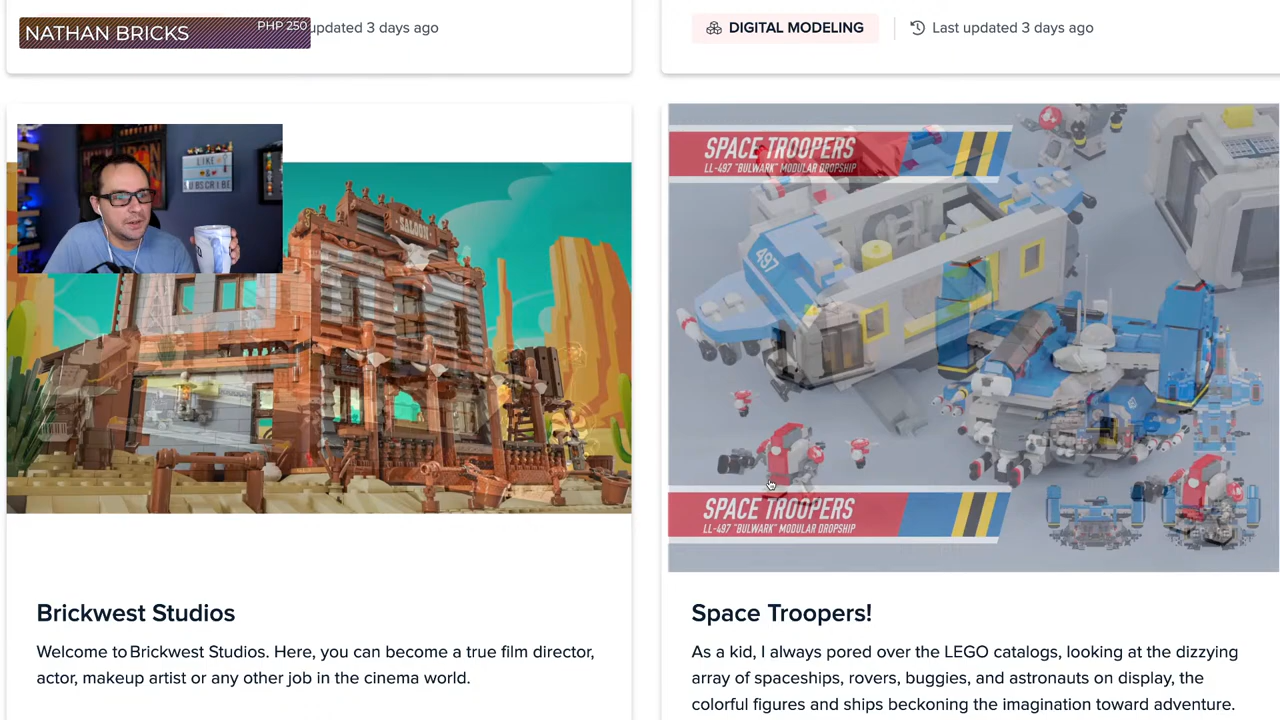 NATHAN BRICKS
PHP 250
updated 3 days ago
DIGITAL MODELING
Last updated 3 days ago
LIKE
&
SUBSCRIBE
SALOON
SPACE TROOPERS
LL-497 "BULWARK" MODULAR DROPSHIP
497
SPACE TROOPERS
LL-497 "BULWARK" MODULAR DROPSHIP
Brickwest Studios
Welcome to Brickwest Studios. Here, you can become a true film director,
actor, makeup artist or any other job in the cinema world.
Space Troopers!
As a kid, I always pored over the LEGO catalogs, looking at the dizzying
array of spaceships, rovers, buggies, and astronauts on display, the
colorful figures and ships beckoning the imagination toward adventure.